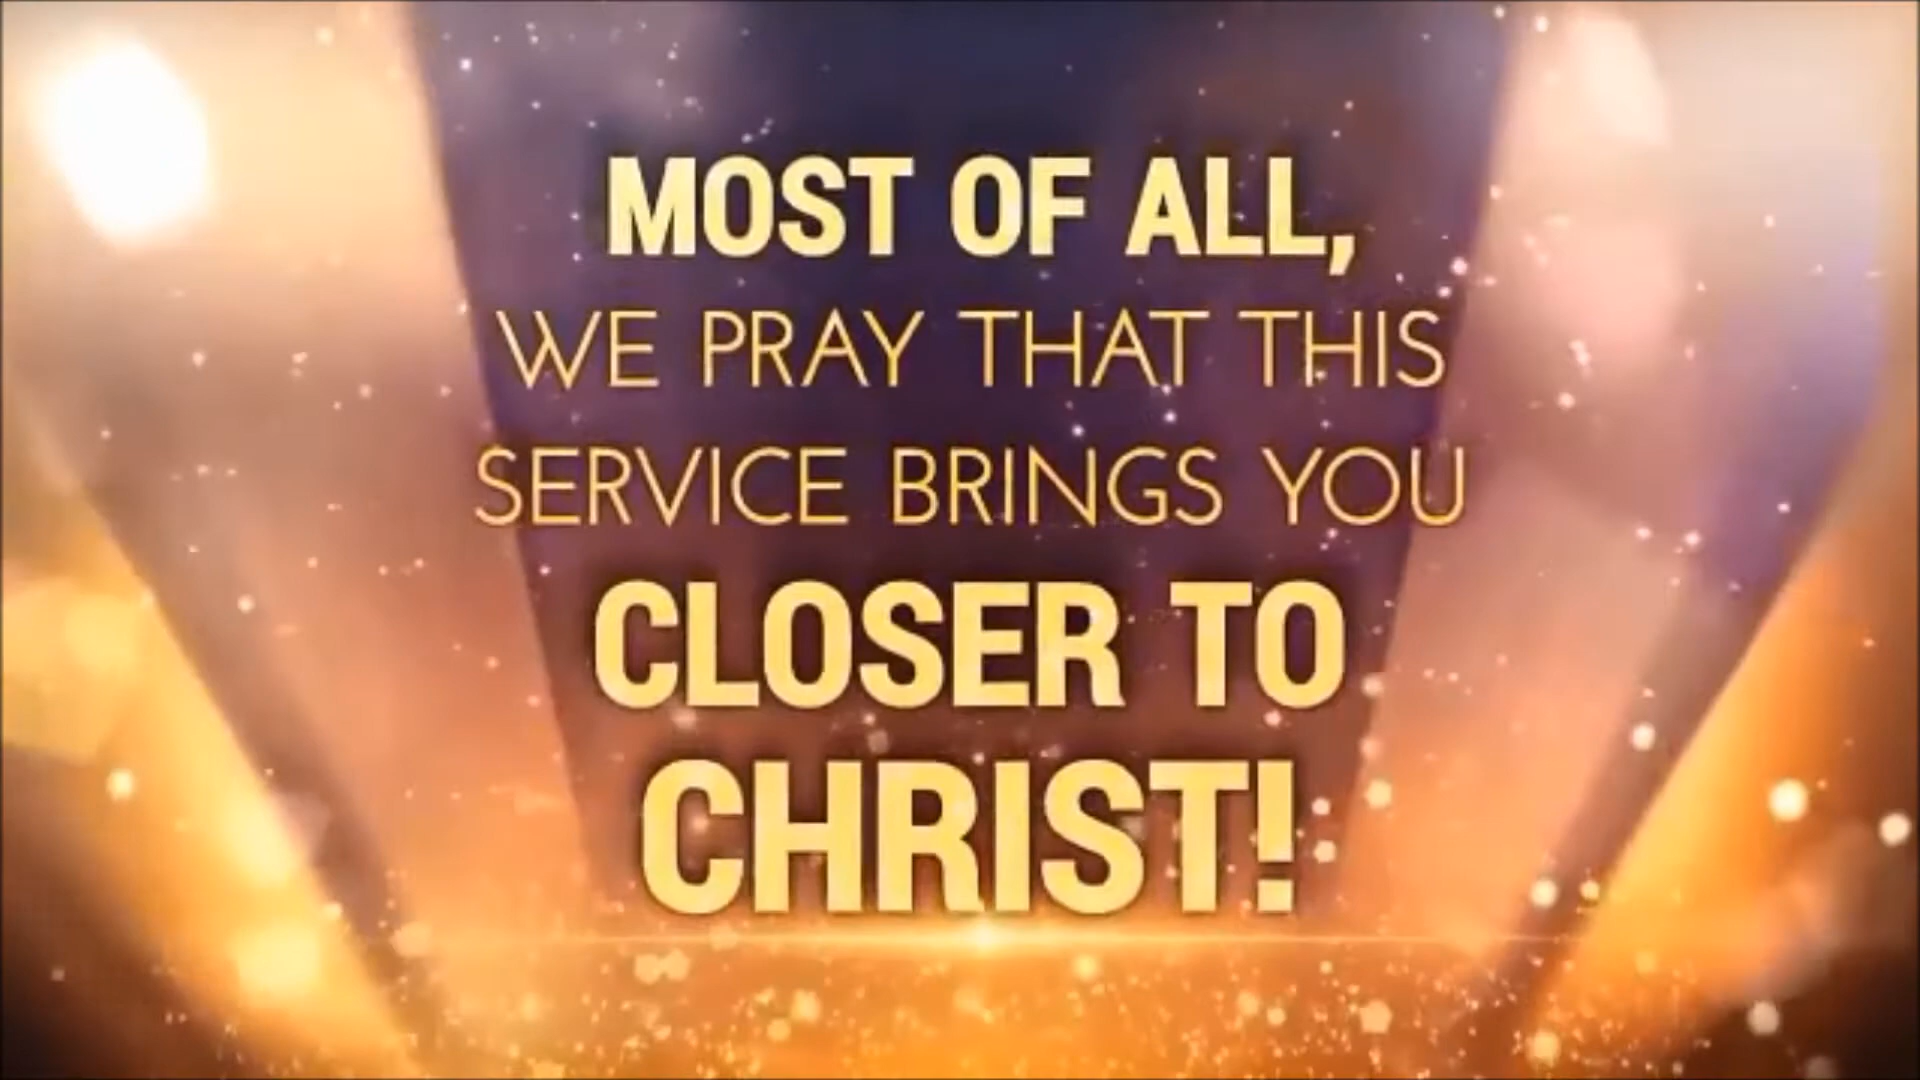 MOST OF ALL,
WE PRAY THAT THIS
SERVICE BRINGS YOU
CLOSER TO
CHRIST!